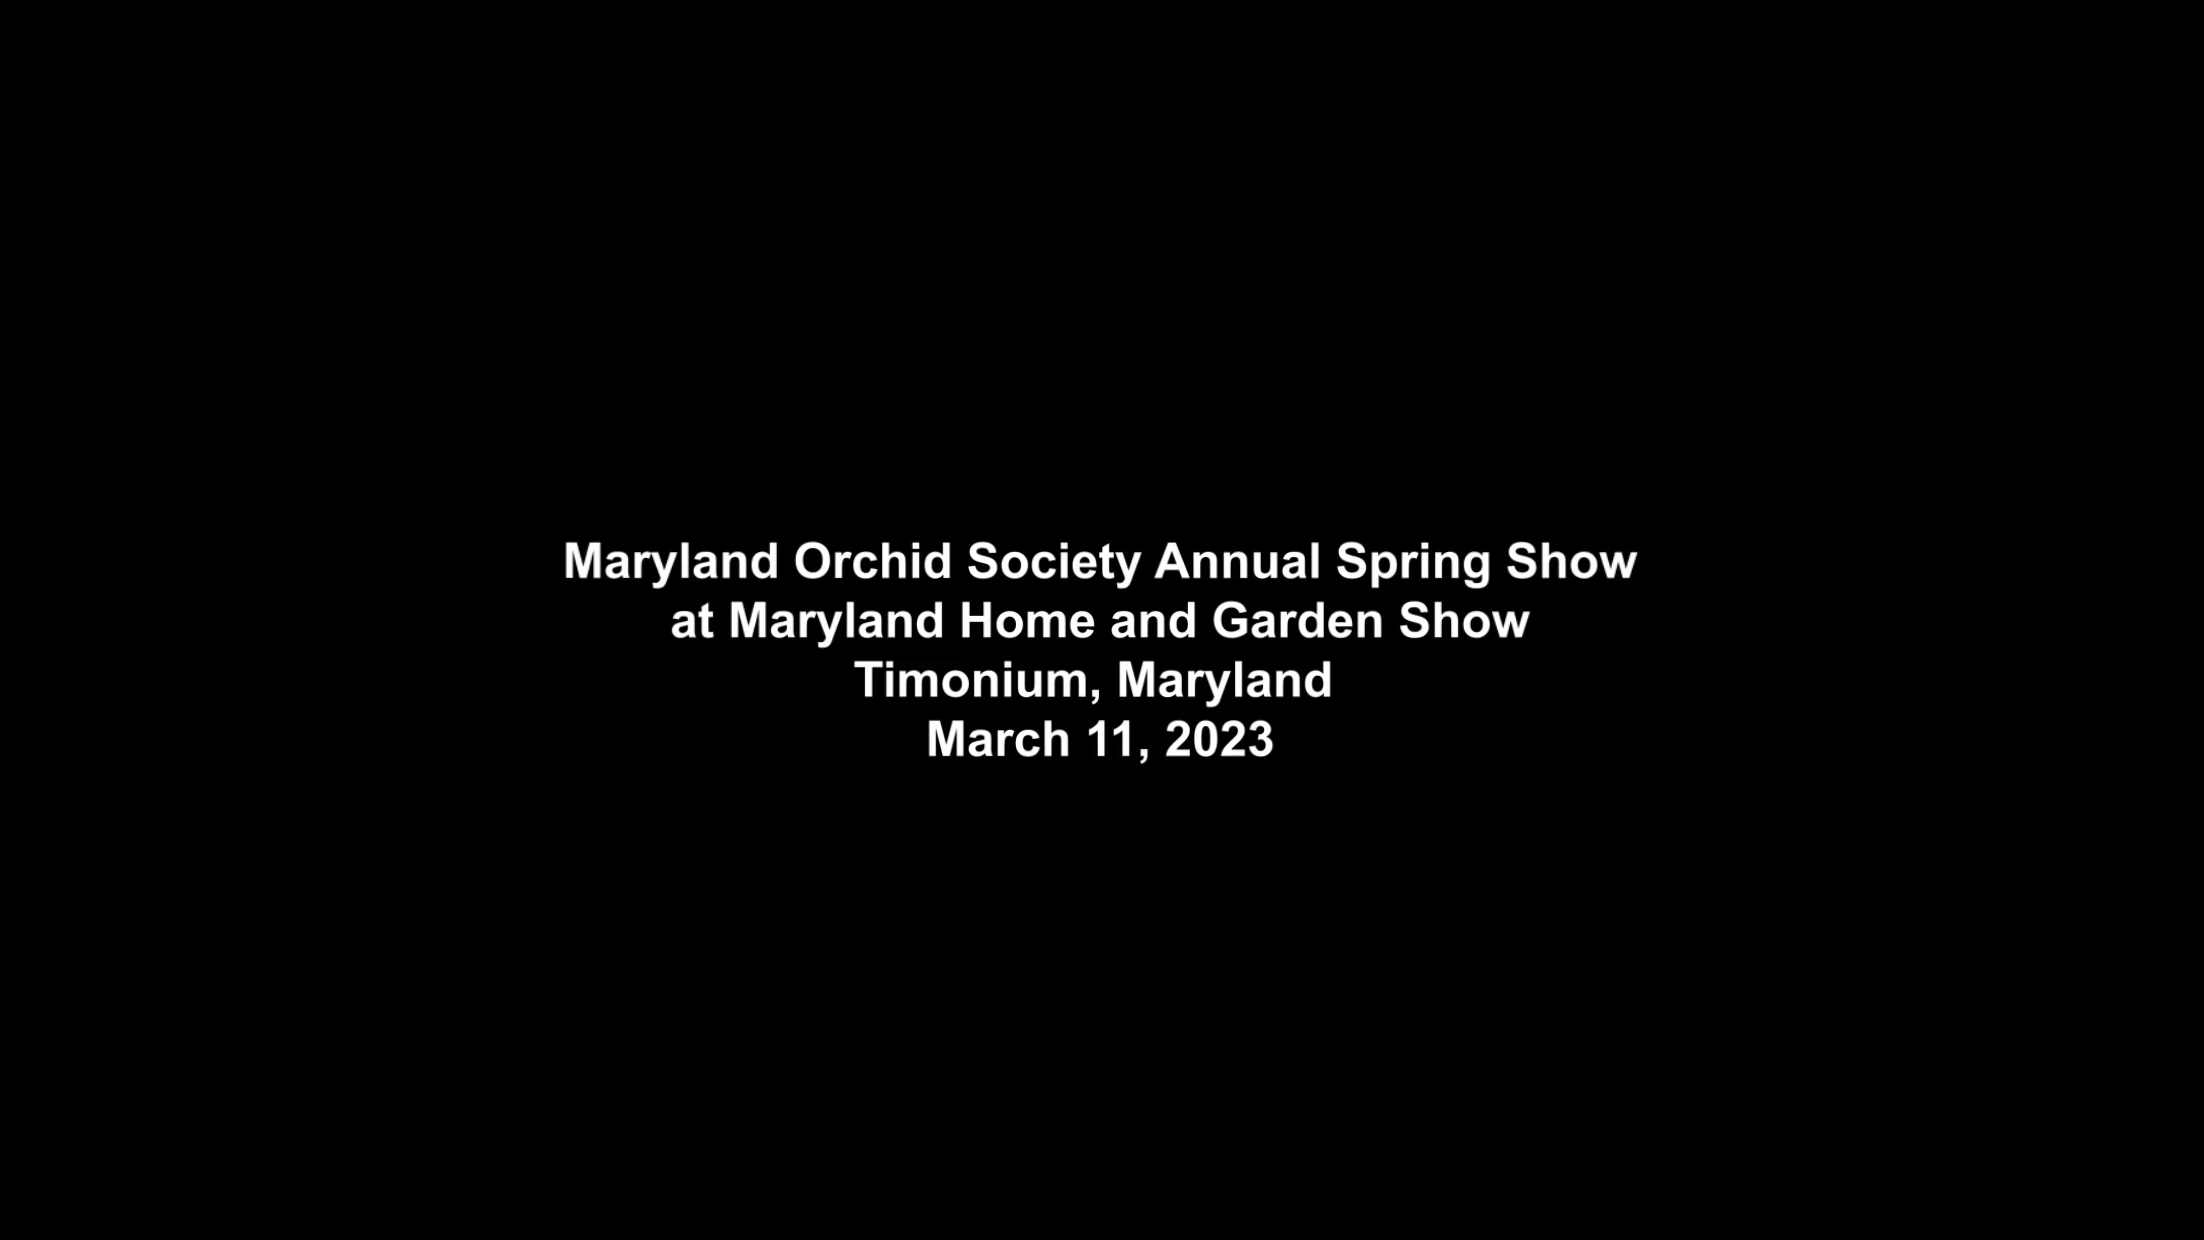 Maryland Orchid Society Annual Spring Show
at Maryland Home and Garden Show
Timonium, Maryland
March 11, 2023